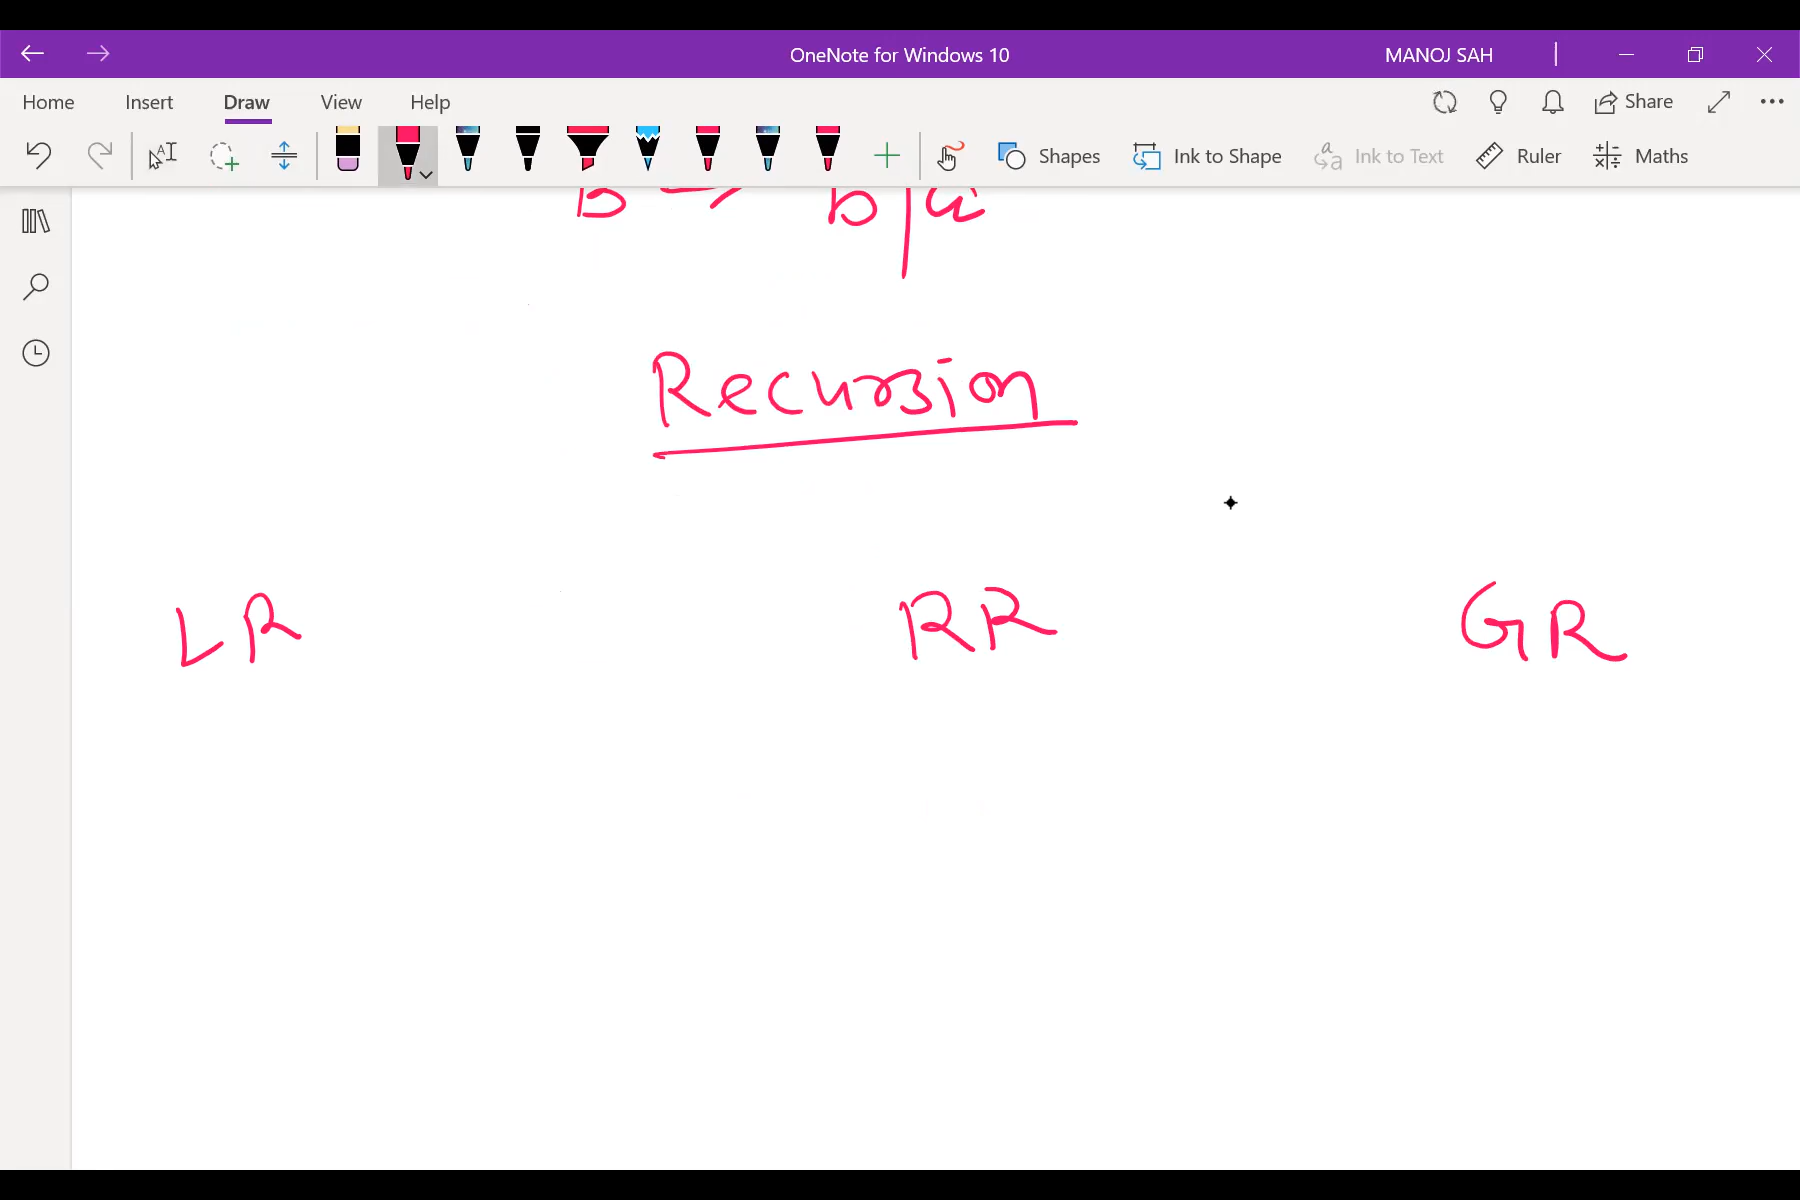 OneNote for Windows 10 MANOJ SAH
Home Insert Draw View Help Share
Shapes Ink to Shape Ink to Text Ruler Maths
B → b|a
Recursion
LR RR GR